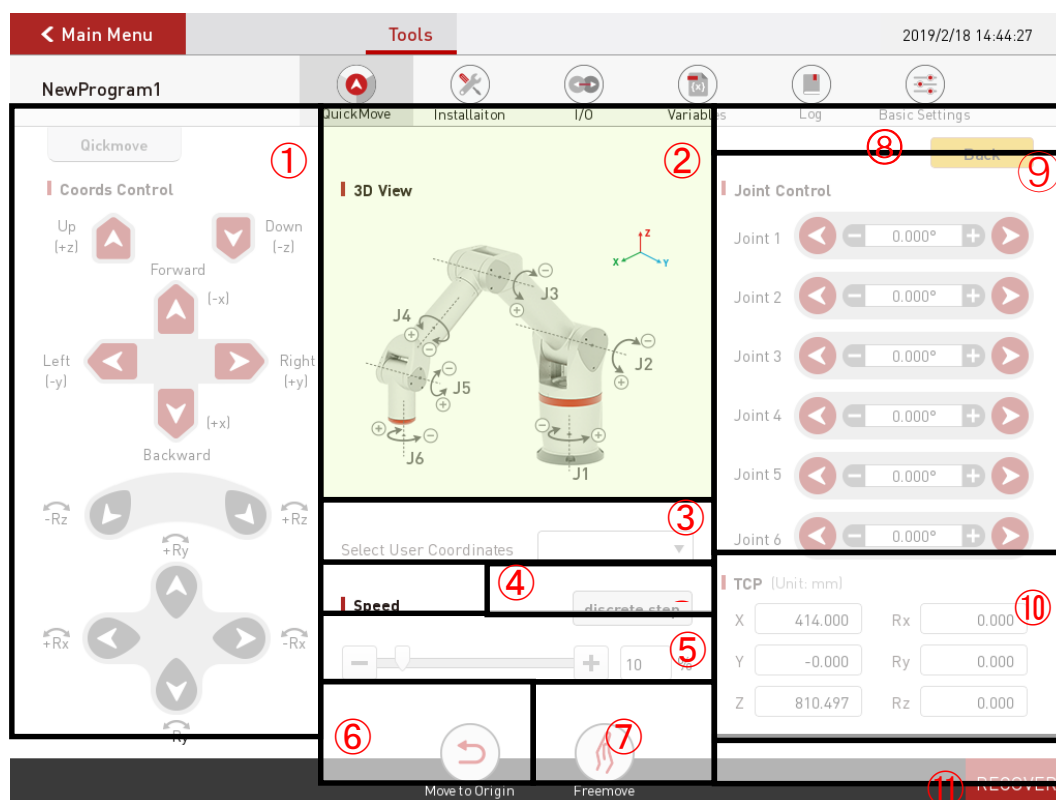 Main Menu
Tools
2019/2/18 14:44:27
NewProgram1
QuickMove
Installaiton
I/O
Variables
Log
Basic Settings
Qickmove
①
②
⑧
Back
⑨
Coords Control
3D View
Joint Control
Up
(+z)
Down
(-z)
Forward
(-x)
Left
(-y)
Right
(+y)
(+x)
Backward
-Rz
+Rz
+Ry
+Rx
-Rx
-Ry
Z
X
Y
J3
J4
J2
J5
J6
J1
Joint 1
0.000°
Joint 2
0.000°
Joint 3
0.000°
Joint 4
0.000°
Joint 5
0.000°
Joint 6
0.000°
③
Select User Coordinates
④
Speed
discrete step
⑤
10
%
TCP (Unit: mm)
⑩
X 414.000 Rx 0.000
Y -0.000 Ry 0.000
Z 810.497 Rz 0.000
⑥
⑦
Move to Origin
Freemove
⑪
RECOVER